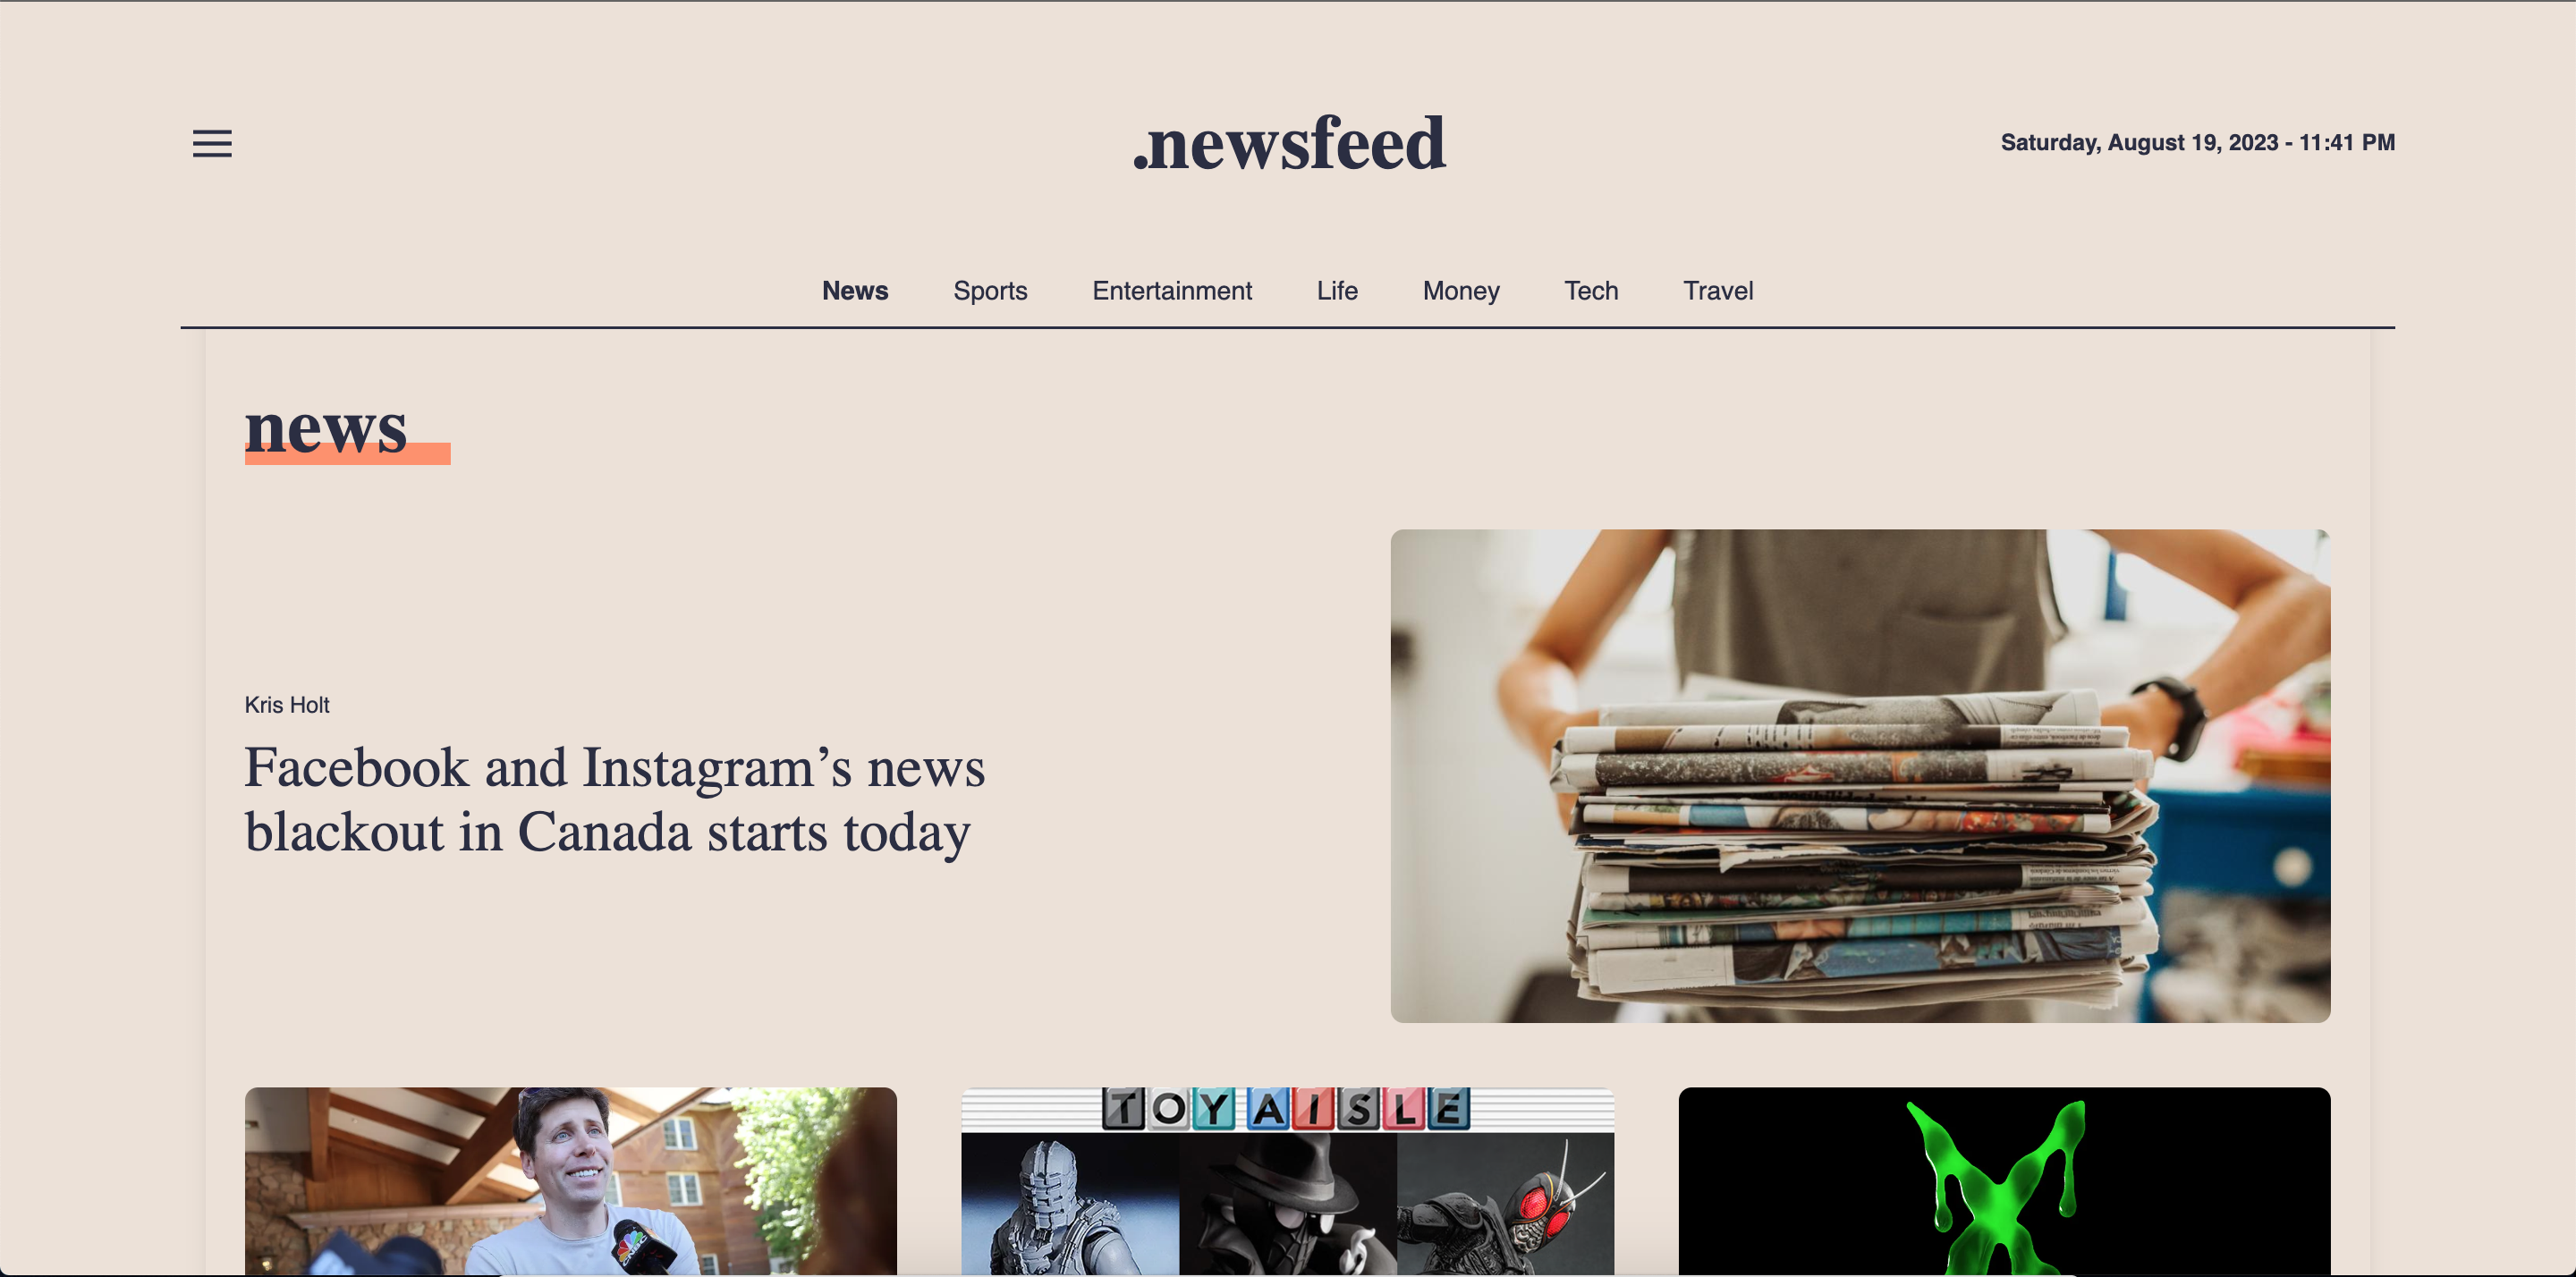 .newsfeed
Saturday, August 19, 2023 - 11:41 PM
News Sports Entertainment Life Money Tech Travel
news
Kris Holt
Facebook and Instagram’s news
blackout in Canada starts today
TOY AISLE
CNBC